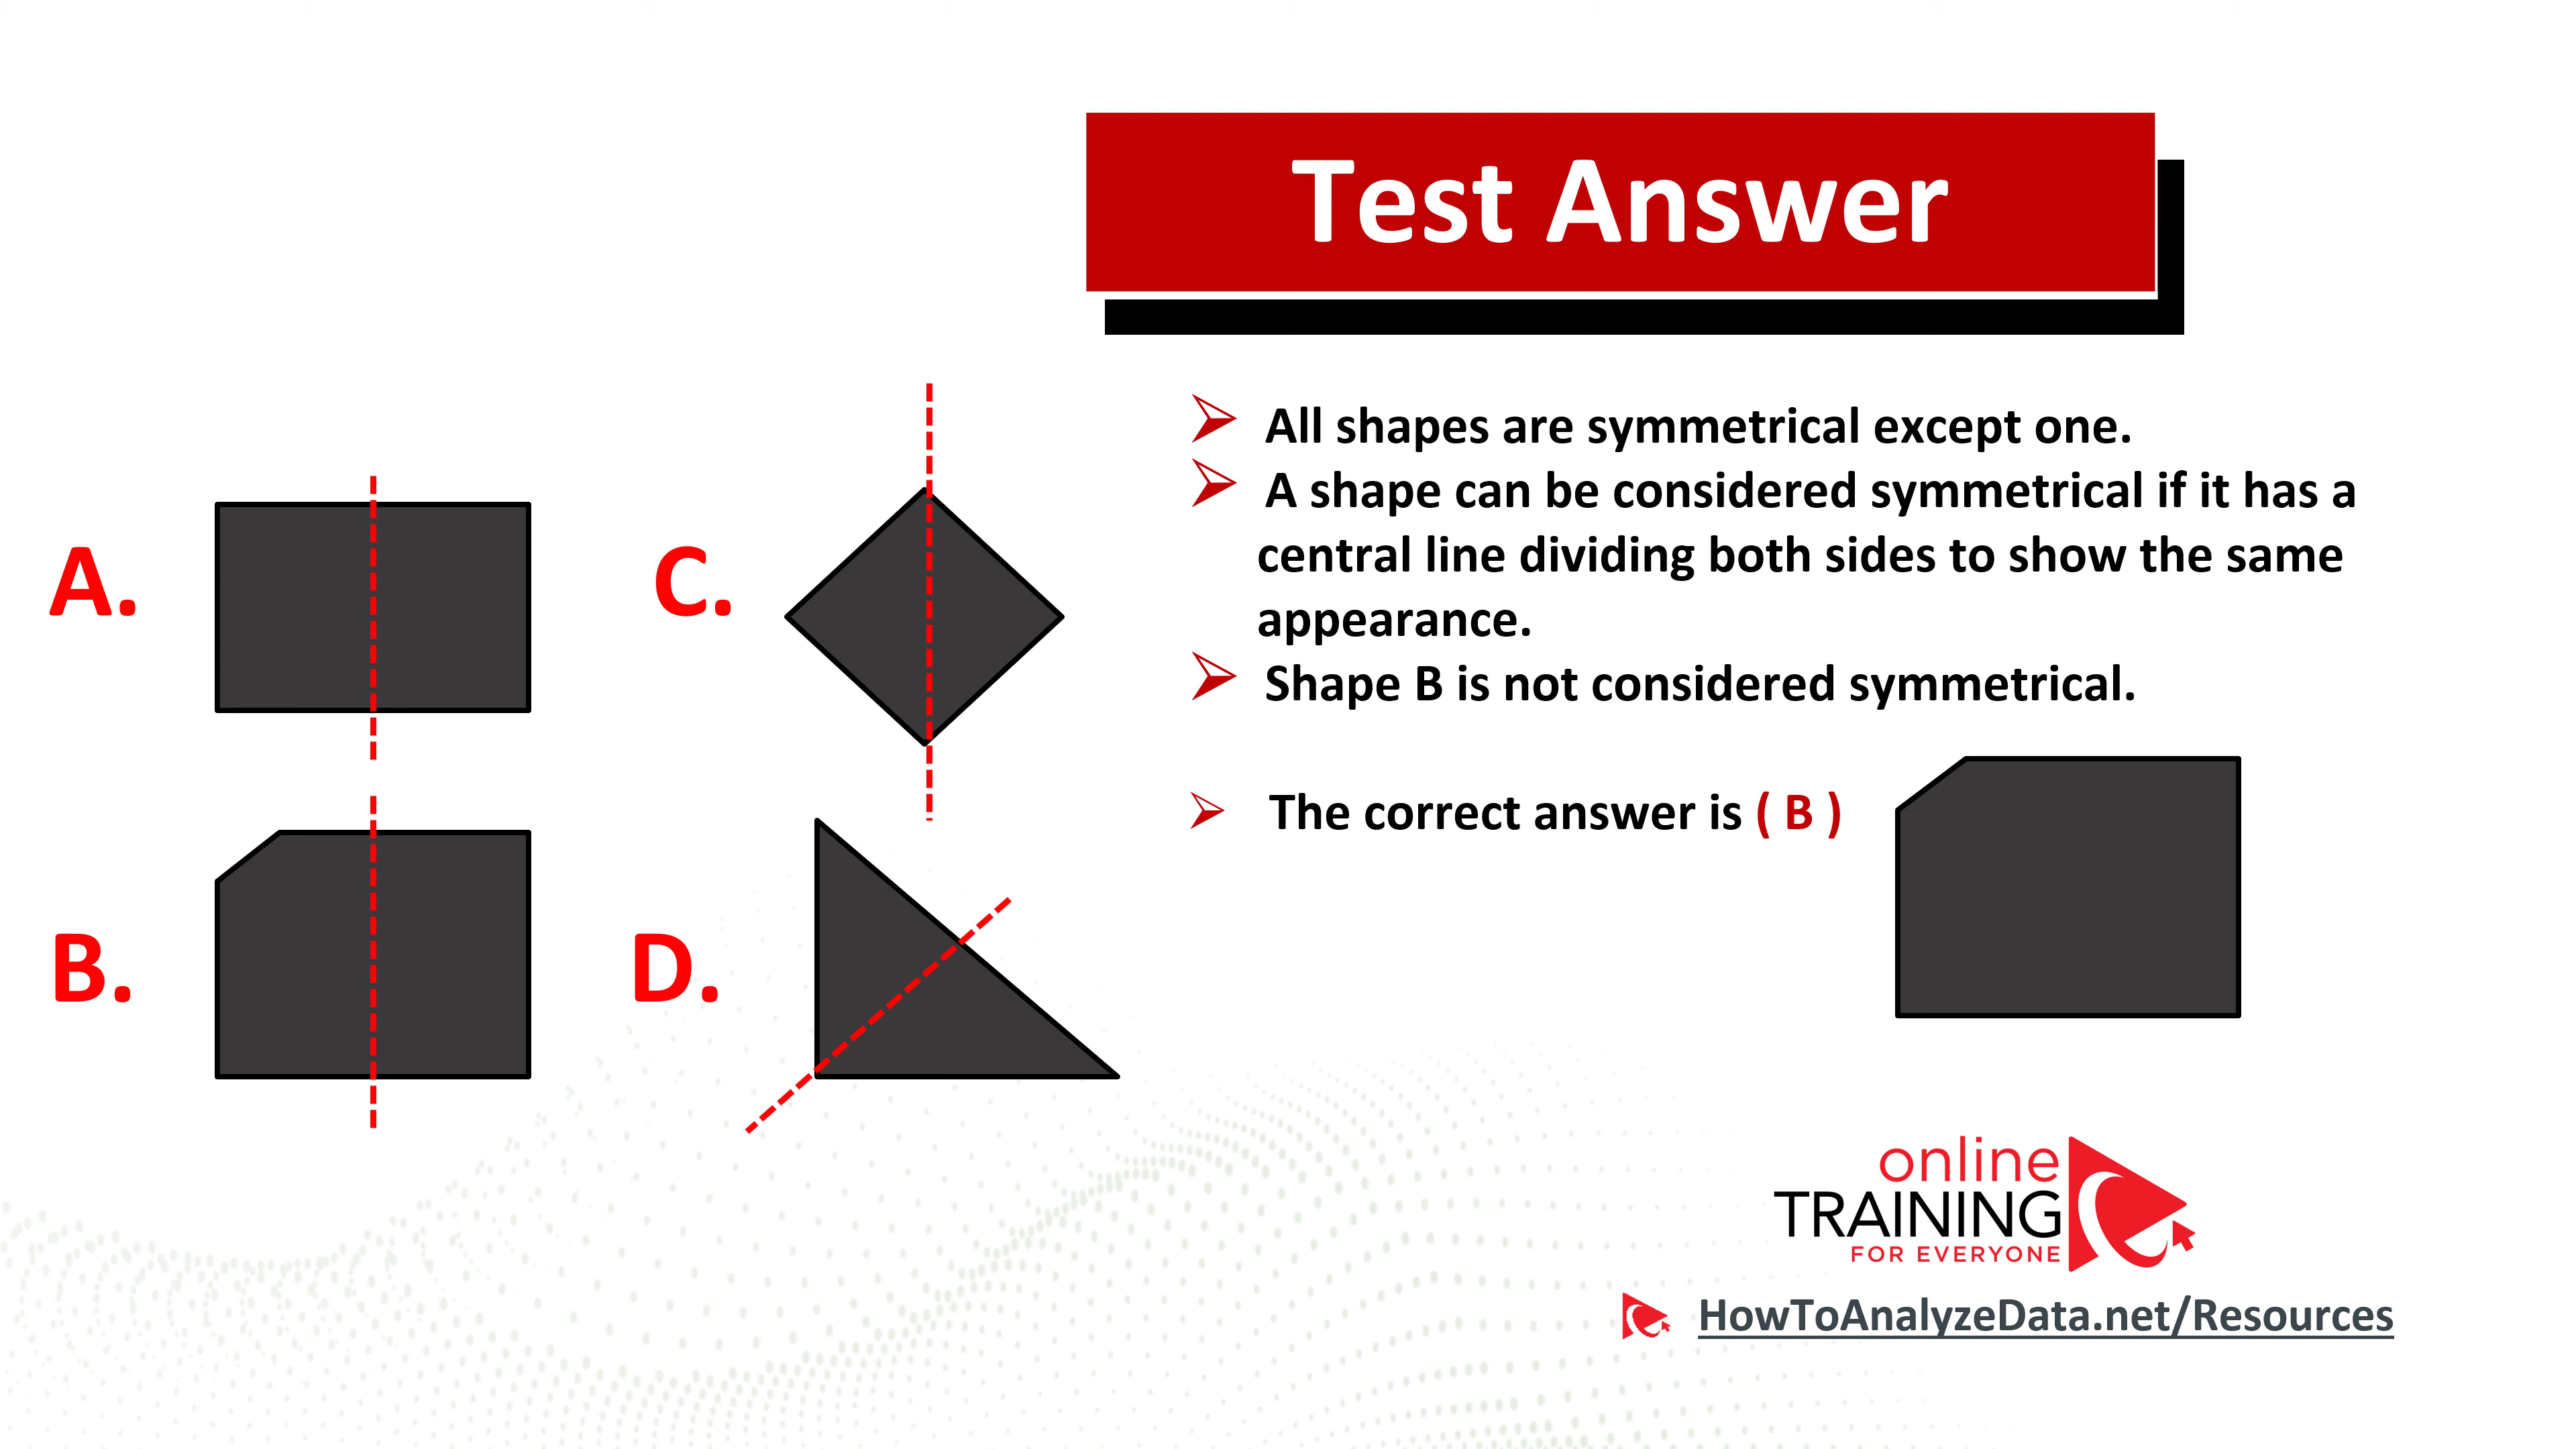 Test Answer
A.
C.
B.
D.
All shapes are symmetrical except one.
A shape can be considered symmetrical if it has a
central line dividing both sides to show the same
appearance.
Shape B is not considered symmetrical.
The correct answer is ( B )
online
TRAINING
FOR EVERYONE
HowToAnalyzeData.net/Resources